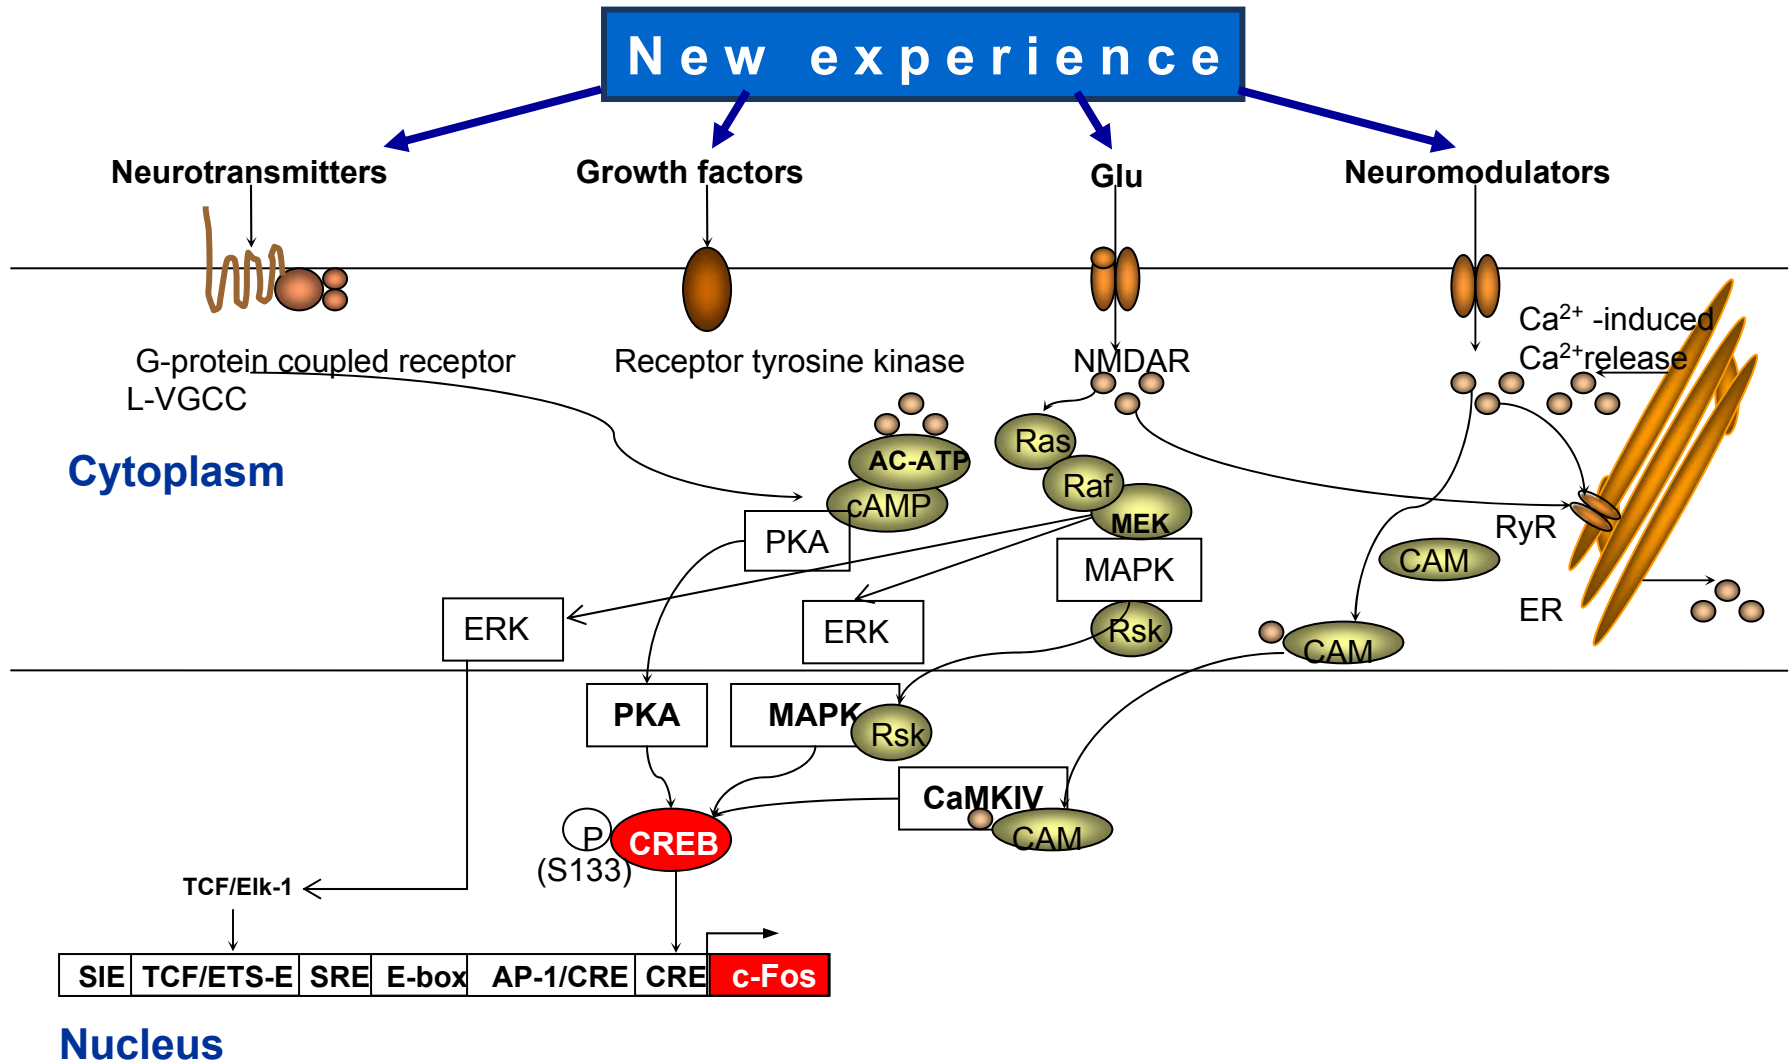 New experience
Neurotransmitters
Growth factors
Glu
Neuromodulators
Ca2+ -induced
Ca2+release
G-protein coupled receptor
Receptor tyrosine kinase
NMDAR
L-VGCC
Cytoplasm
Ras
AC-ATP
Raf
cAMP
MEK
RyR
PKA
MAPK
CAM
ERK
ERK
Rsk
ER
CAM
PKA
MAPK
Rsk
CaMKIV
CAM
P
CREB
(S133)
TCF/Elk-1
SIE TCF/ETS-E SRE E-box AP-1/CRE CRE c-Fos
Nucleus